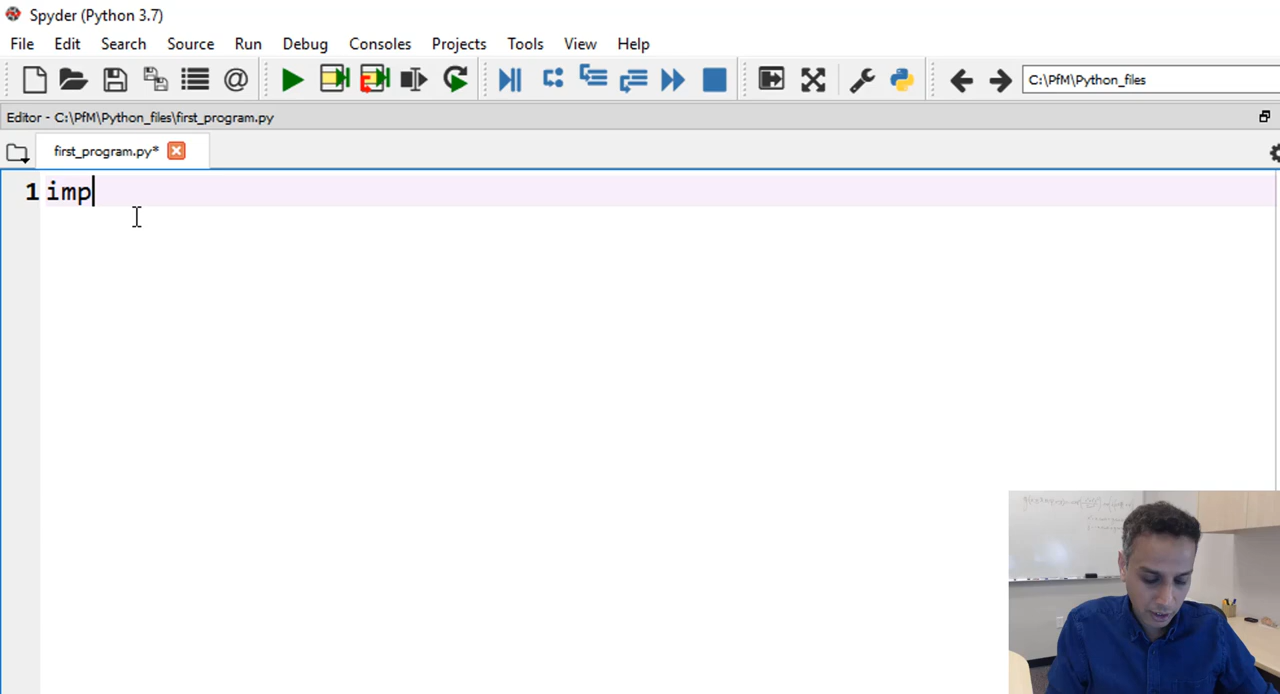 Spyder (Python 3.7)
File Edit Search Source Run Debug Consoles Projects Tools View Help
C:\PfM\Python_files
Editor - C:\PfM\Python_files\first_program.py
first_program.py*
1 imp